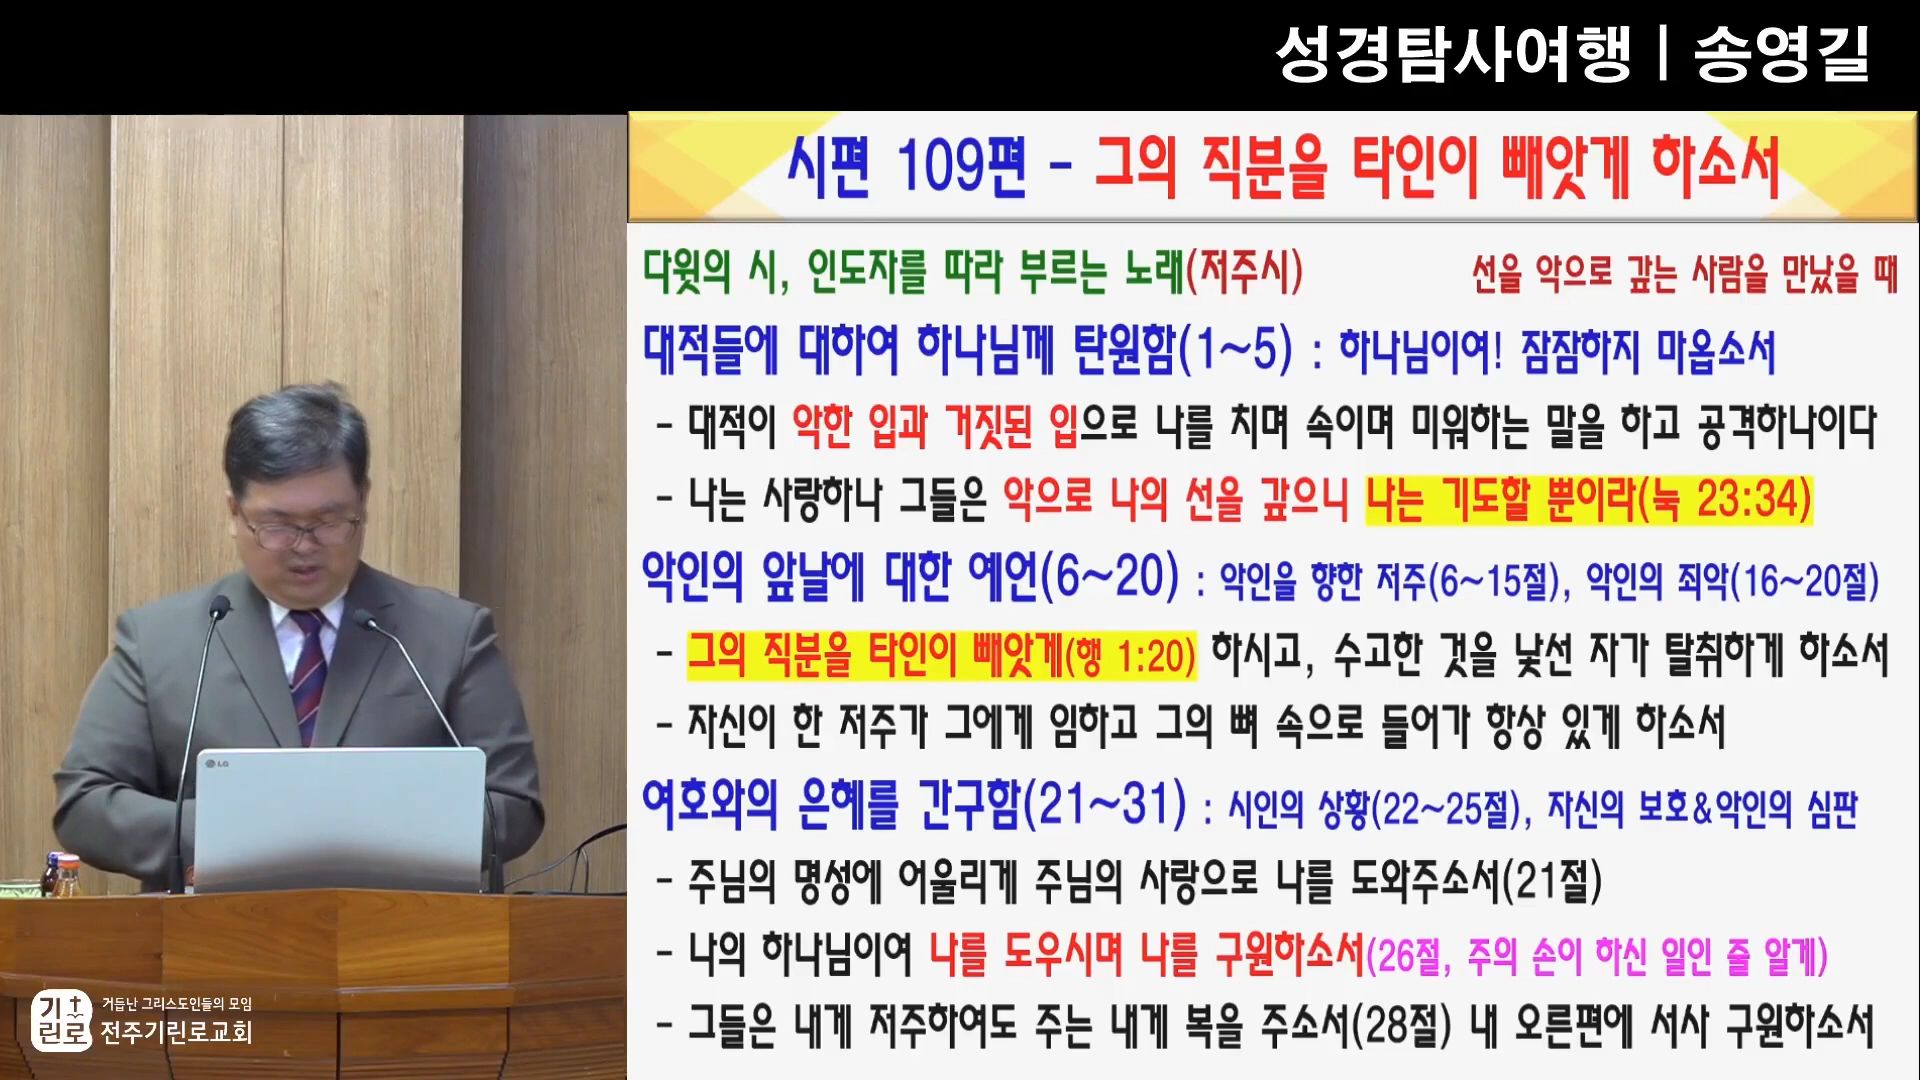 성경탐사여행 | 송영길
시편 109편 - 그의 직분을 타인이 빼앗게 하소서
다윗의 시, 인도자를 따라 부르는 노래(저주시) 선을 악으로 갚는 사람을 만났을 때
대적들에 대하여 하나님께 탄원함(1~5) : 하나님이여! 잠잠하지 마옵소서
- 대적이 악한 입과 거짓된 입으로 나를 치며 속이며 미워하는 말을 하고 공격하나이다
- 나는 사랑하나 그들은 악으로 나의 선을 갚으니 나는 기도할 뿐이라(눅 23:34)
악인의 앞날에 대한 예언(6~20) : 악인을 향한 저주(6~15절), 악인의 죄악(16~20절)
- 그의 직분을 타인이 빼앗게(행 1:20) 하시고, 수고한 것을 낯선 자가 탈취하게 하소서
- 자신이 한 저주가 그에게 임하고 그의 뼈 속으로 들어가 항상 있게 하소서
여호와의 은혜를 간구함(21~31) : 시인의 상황(22~25절), 자신의 보호&악인의 심판
- 주님의 명성에 어울리게 주님의 사랑으로 나를 도와주소서(21절)
- 나의 하나님이여 나를 도우시며 나를 구원하소서(26절, 주의 손이 하신 일인 줄 알게)
- 그들은 내게 저주하여도 주는 내게 복을 주소서(28절) 내 오른편에 서사 구원하소서
LG
기린로
거듭난 그리스도인들의 모임
전주기린로교회